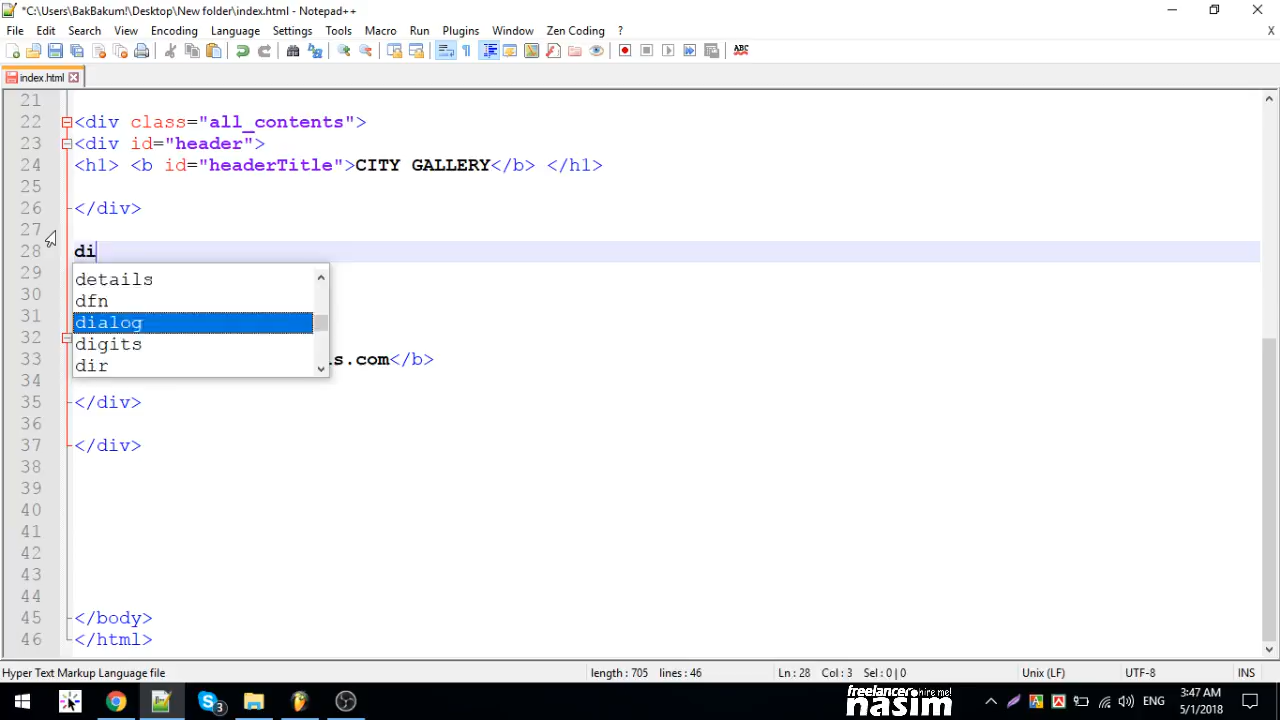 *C:\Users\BakBakum!\Desktop\New folder\index.html - Notepad++
File Edit Search View Encoding Language Settings Tools Macro Run Plugins Window Zen Coding ? X
ABC
index.html
21
22 <div class="all_contents">
23 <div id="header">
24 <h1> <b id="headerTitle">CITY GALLERY</b> </h1>
25
26 </div>
27
28 di
29 details
30 dfn
31 dialog
32 digits
33 s.com</b>
dir
34
35 </div>
36
37 </div>
38
39
40
41
42
43
44
45 </body>
46 </html>
Hyper Text Markup Language file length : 705 lines : 46 Ln : 28 Col : 3 Sel : 0 | 0 Unix (LF) UTF-8 INS
freelancer hire me!
nasim
3
ENG
3:47 AM
5/1/2018